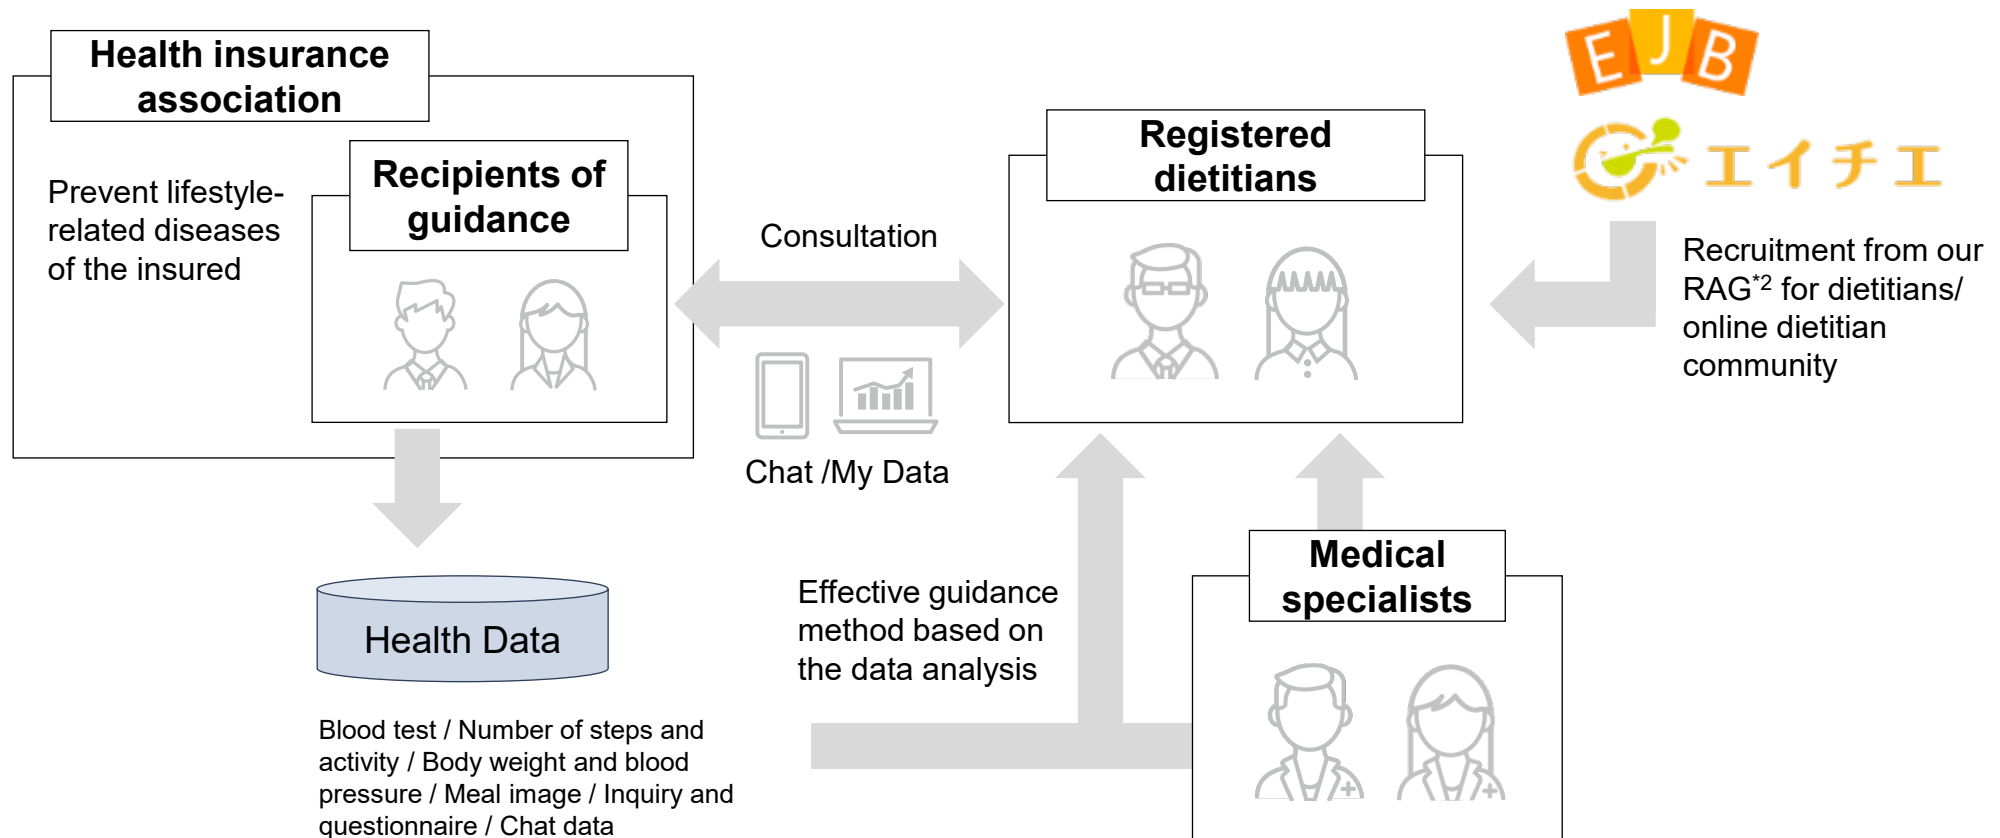 Health insurance
association
Prevent lifestyle-
related diseases
of the insured
Recipients of
guidance
Consultation
Chat /My Data
Registered
dietitians
EJB
エイチエ
Recruitment from our
RAG*2 for dietitians/
online dietitian
community
Health Data
Blood test / Number of steps and
activity / Body weight and blood
pressure / Meal image / Inquiry and
questionnaire / Chat data
Effective guidance
method based on
the data analysis
Medical
specialists